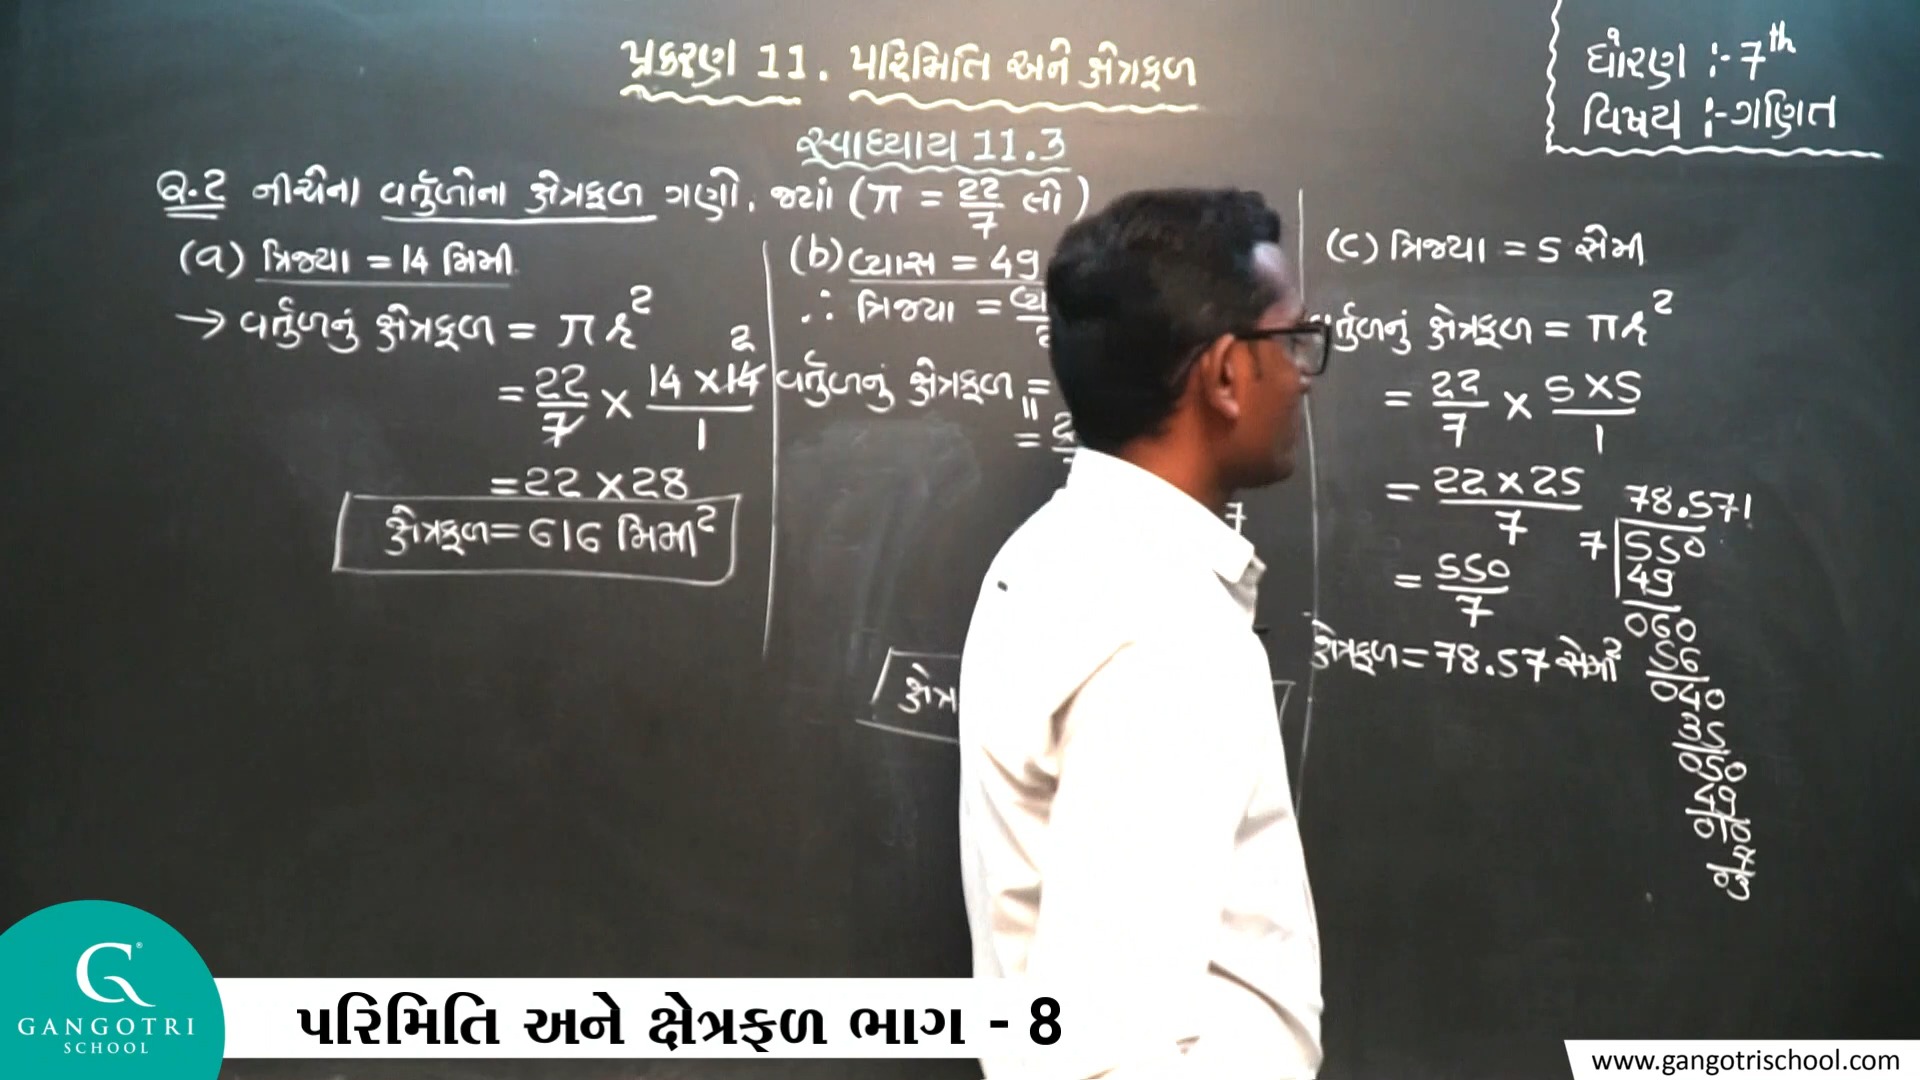 પ્રકરણ 11. પરિમિતિ અને ક્ષેત્રફળ
ધોરણ :- 7th
વિષય :- ગણિત
સ્વાધ્યાય 11.3
Q.2 નીચેના વર્તુળોના ક્ષેત્રફળ ગણો. જ્યાં (π = 22/7 લો)
(a) ત્રિજ્યા = 14 મિમી
→ વર્તુળનું ક્ષેત્રફળ = πr²
2
= 22/7 × 14 × 14/1
= 22 × 28
ક્ષેત્રફળ = 616 મિમી²
(b) વ્યાસ = 49
∴ ત્રિજ્યા =
વર્તુળનું ક્ષેત્રફળ =
=
7
(c) ત્રિજ્યા = 5 સેમી
વર્તુળનું ક્ષેત્રફળ = πr²
= 22/7 × 5 × 5/1
= 22 × 25/7
= 550/7
ક્ષેત્રફળ = 78.57 સેમી²
78.571
7 550
49
060
56
040
35
050
49
010
7
03
G
GANGOTRI
SCHOOL
પરિમિતિ અને ક્ષેત્રફળ ભાગ - 8
www.gangotrischool.com